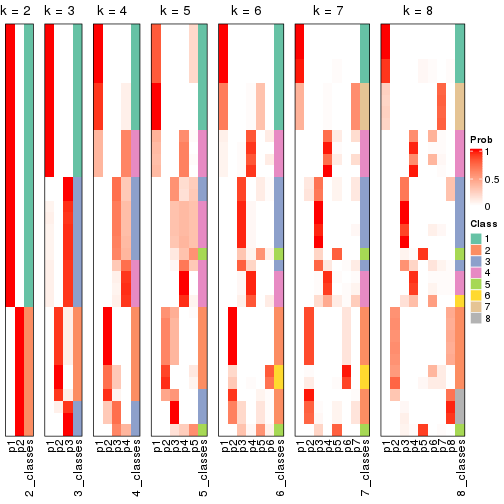 k = 2 k = 3 k = 4 k = 5 k = 6 k = 7 k = 8
Prob
1
0.5
0
Class
1
2
3
4
5
6
7
8
p1 p2 2_classes p1 p2 p3 3_classes p1 p2 p3 p4 4_classes p1 p2 p3 p4 p5 5_classes p1 p2 p3 p4 p5 p6 6_classes p1 p2 p3 p4 p5 p6 p7 7_classes p1 p2 p3 p4 p5 p6 p7 p8 8_classes